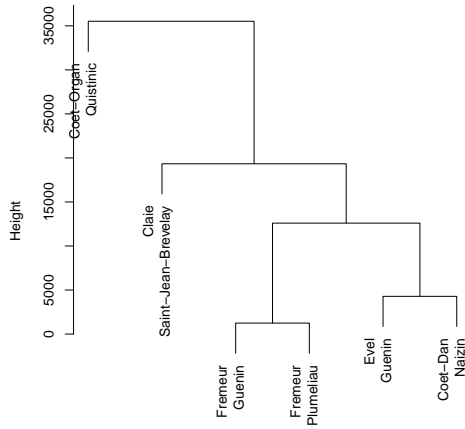 Height
0
5000
15000
25000
35000
Coet−Organ
Quistinic
Claie
Saint−Jean−Brevelay
Fremeur
Guenin
Fremeur
Plumeliau
Evel
Guenin
Coet−Dan
Naizin